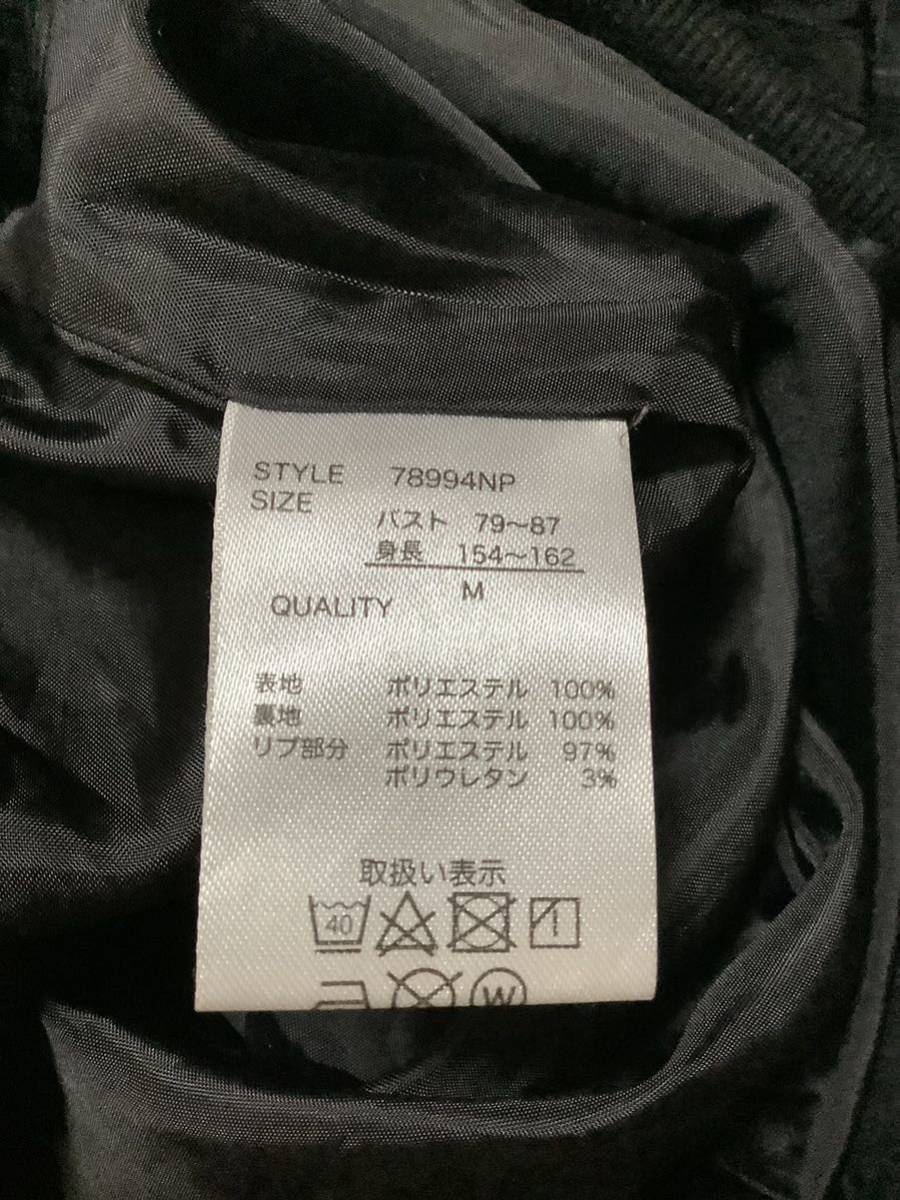 STYLE 78994NP
SIZE
バスト 79～87
身長 154～162
M
QUALITY
表地 ポリエステル 100%
裏地 ポリエステル 100%
リブ部分 ポリエステル 97%
ポリウレタン 3%
取扱い表示
40
W